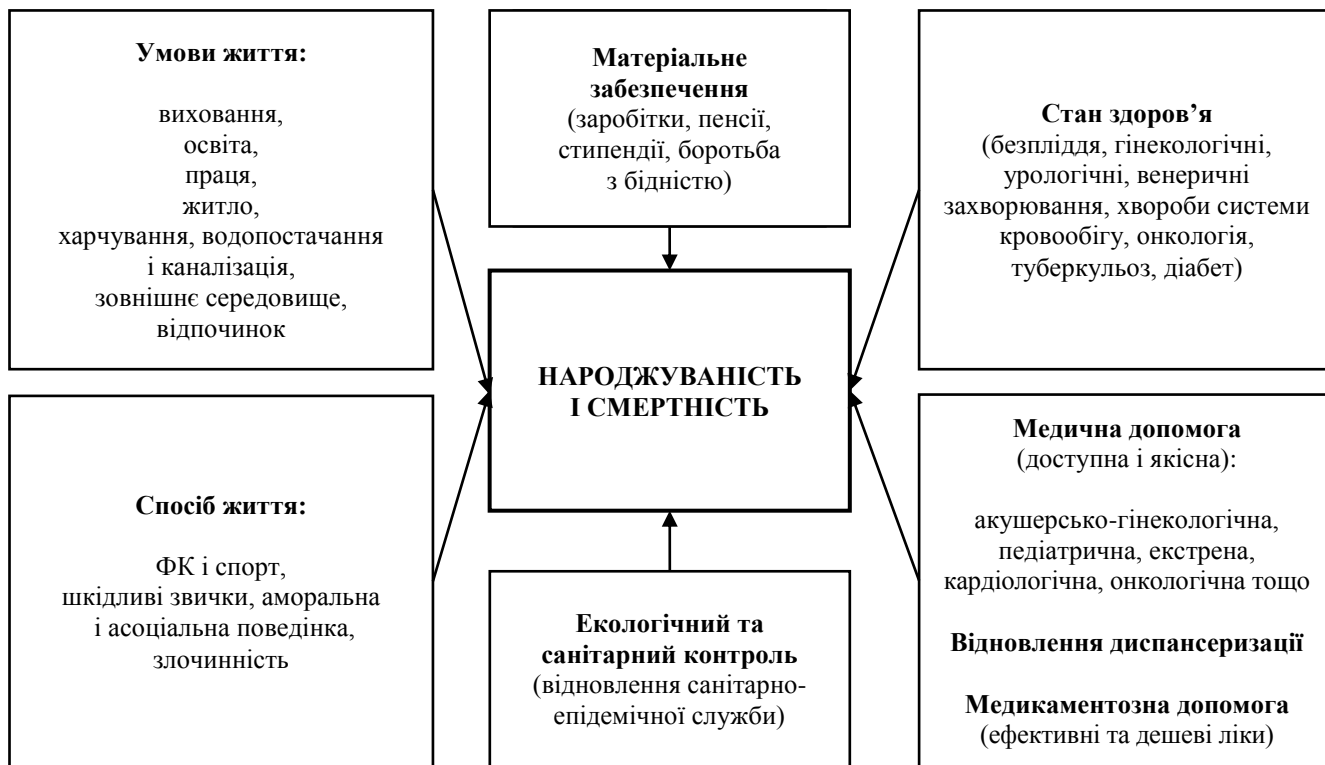 Умови життя:
виховання,
освіта,
праця,
житло,
харчування, водопостачання
і каналізація,
зовнішнє середовище,
відпочинок
Матеріальне
забезпечення
(заробітки, пенсії,
стипендії, боротьба
з бідністю)
Стан здоров’я
(безпліддя, гінекологічні,
урологічні, венеричні
захворювання, хвороби системи
кровообігу, онкологія,
туберкульоз, діабет)
НАРОДЖУВАНІСТЬ
І СМЕРТНІСТЬ
Спосіб життя:
ФК і спорт,
шкідливі звички, аморальна
і асоціальна поведінка,
злочинність
Екологічний та
санітарний контроль
(відновлення санітарно-
епідемічної служби)
Медична допомога
(доступна і якісна):
акушерсько-гінекологічна,
педіатрична, екстрена,
кардіологічна, онкологічна тощо
Відновлення диспансеризації
Медикаментозна допомога
(ефективні та дешеві ліки)